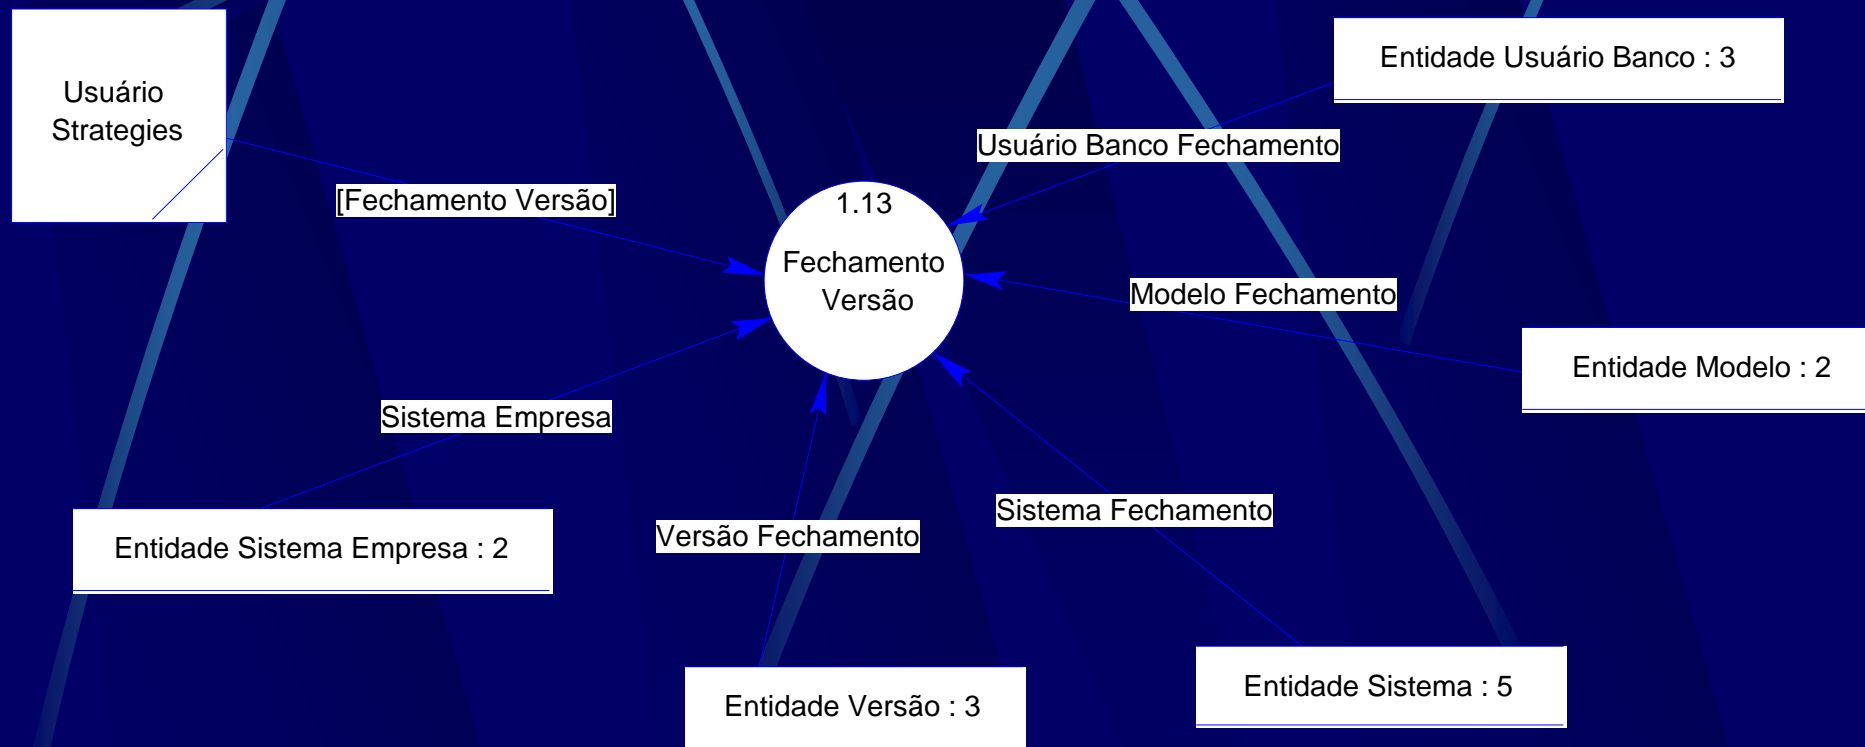 Usuário
Strategies
Entidade Usuário Banco : 3
Usuário Banco Fechamento
[Fechamento Versão]
1.13
Fechamento
Versão
Modelo Fechamento
Entidade Modelo : 2
Sistema Empresa
Sistema Fechamento
Versão Fechamento
Entidade Sistema Empresa : 2
Entidade Sistema : 5
Entidade Versão : 3